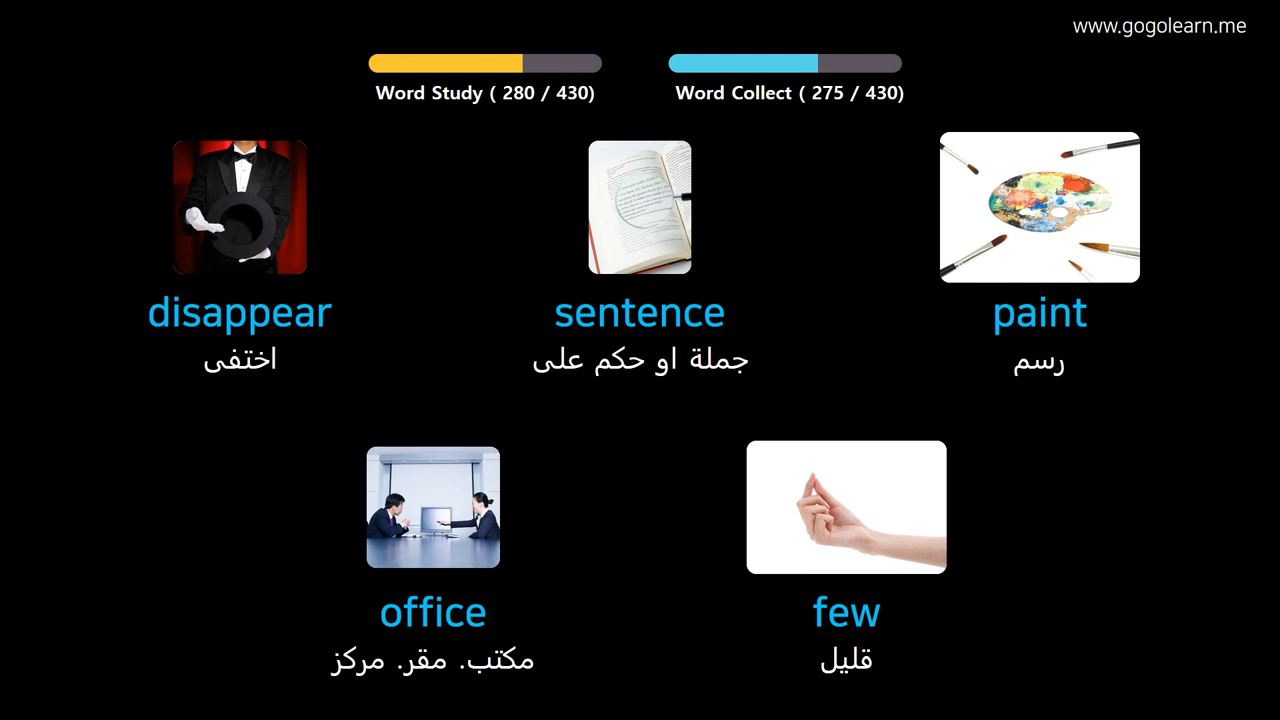 www.gogolearn.me
Word Study ( 280 / 430)
Word Collect ( 275 / 430)
disappear
اختفى
sentence
جملة او حكم على
paint
رسم
office
مكتب. مقر. مركز
few
قليل